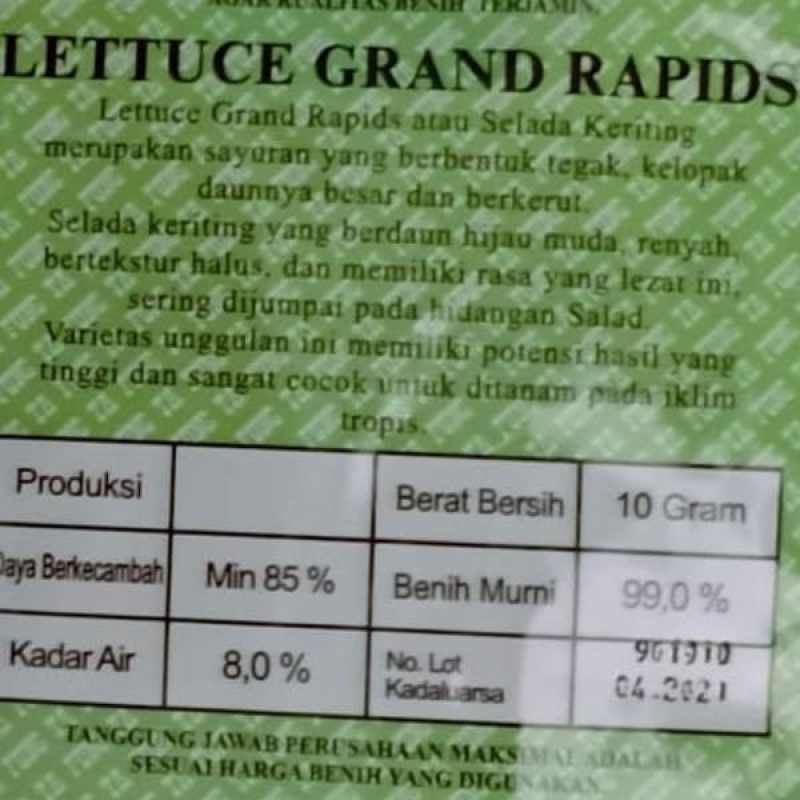 AGAR KUALITAS BENIH TERJAMIN.
LETTUCE GRAND RAPIDS
Lettuce Grand Rapids atau Selada Keriting
merupakan sayuran yang berbentuk tegak, kelopak
daunnya besar dan berkerut.
Selada keriting yang berdaun hijau muda, renyah,
bertekstur halus, dan memiliki rasa yang lezat ini,
sering dijumpai pada hidangan Salad.
Varietas unggulan ini memiliki potensi hasil yang
tinggi dan sangat cocok untuk ditanam pada iklim
tropis.
Produksi Berat Bersih 10 Gram
Daya Berkecambah Min 85 % Benih Murni 99,0 %
Kadar Air 8,0 % No. Lot
Kadaluarsa 04.2021
TANGGUNG JAWAB PERUSAHAAN MAKSIMAL ADALAH
SESUAI HARGA BENIH YANG DIGUNAKAN